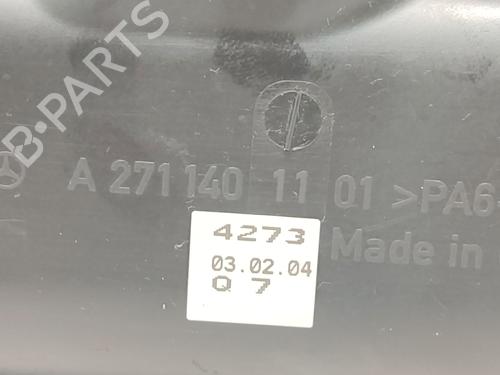 A 271 140 11 01 >PA6-
Made in
4273
03.02.04
Q 7
B-PARTS